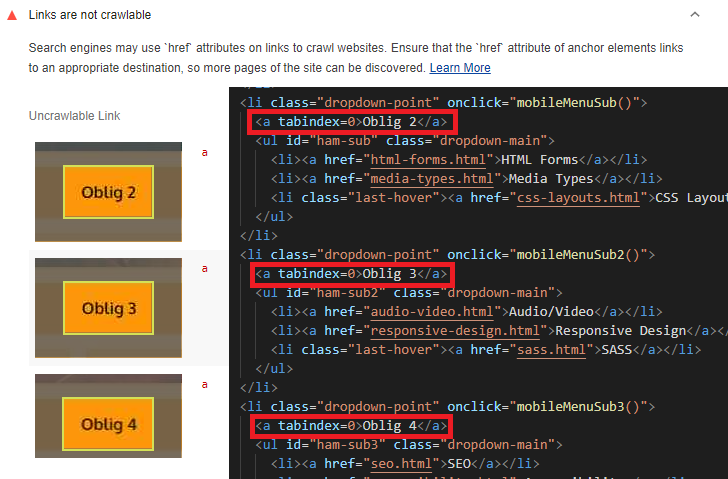 Links are not crawlable
Search engines may use `href` attributes on links to crawl websites. Ensure that the `href` attribute of anchor elements links
to an appropriate destination, so more pages of the site can be discovered. Learn More
Uncrawlable Link
Oblig 2
a
Oblig 3
a
Oblig 4
a
<li class="dropdown-point" onclick="mobileMenuSub()">
<a tabindex=0>Oblig 2</a>
<ul id="ham-sub" class="dropdown-main">
<li><a href="html-forms.html">HTML Forms</a></li>
<li><a href="media-types.html">Media Types</a></li>
<li class="last-hover"><a href="css-layouts.html">CSS Layou
</ul>
</li>
<li class="dropdown-point" onclick="mobileMenuSub2()">
<a tabindex=0>Oblig 3</a>
<ul id="ham-sub2" class="dropdown-main">
<li><a href="audio-video.html">Audio/Video</a></li>
<li><a href="responsive-design.html">Responsive Design</a></
<li class="last-hover"><a href="sass.html">SASS</a></li>
</ul>
</li>
<li class="dropdown-point" onclick="mobileMenuSub3()">
<a tabindex=0>Oblig 4</a>
<ul id="ham-sub3" class="dropdown-main">
<li><a href="seo.html">SEO</a></li>